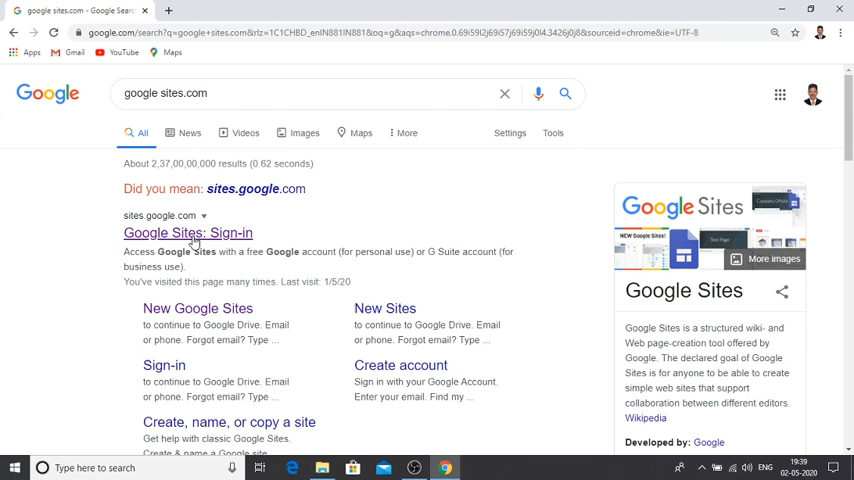 google sites.com - Google Searc
google.com/search?q=google+sites.com&rlz=1C1CHBD_enIN881IN881&oq=g&aqs=chrome.0.69i59l2j69i57j69i59j0l4.3426j0j8&sourceid=chrome&ie=UTF-8
Apps Gmail YouTube Maps
Google
google sites.com
All News Videos Images Maps More Settings Tools
About 2,37,00,00,000 results (0.62 seconds)
Did you mean: sites.google.com
sites.google.com
Google Sites: Sign-in
Access Google Sites with a free Google account (for personal use) or G Suite account (for
business use).
You've visited this page many times. Last visit: 1/5/20
New Google Sites
to continue to Google Drive. Email
or phone. Forgot email? Type ...
New Sites
to continue to Google Drive. Email
or phone. Forgot email? Type ...
Sign-in
to continue to Google Drive. Email
or phone. Forgot email? Type ...
Create account
Sign in with your Google Account.
Enter your email. Find my ...
Create, name, or copy a site
Get help with classic Google Sites.
Create & name a Google site
Google Sites
NEW Google Sites!
More images
Google Sites
Google Sites is a structured wiki- and
Web page-creation tool offered by
Google. The declared goal of Google
Sites is for anyone to be able to create
simple web sites that support
collaboration between different editors.
Wikipedia
Developed by: Google
Type here to search
ENG
19:39
02-05-2020